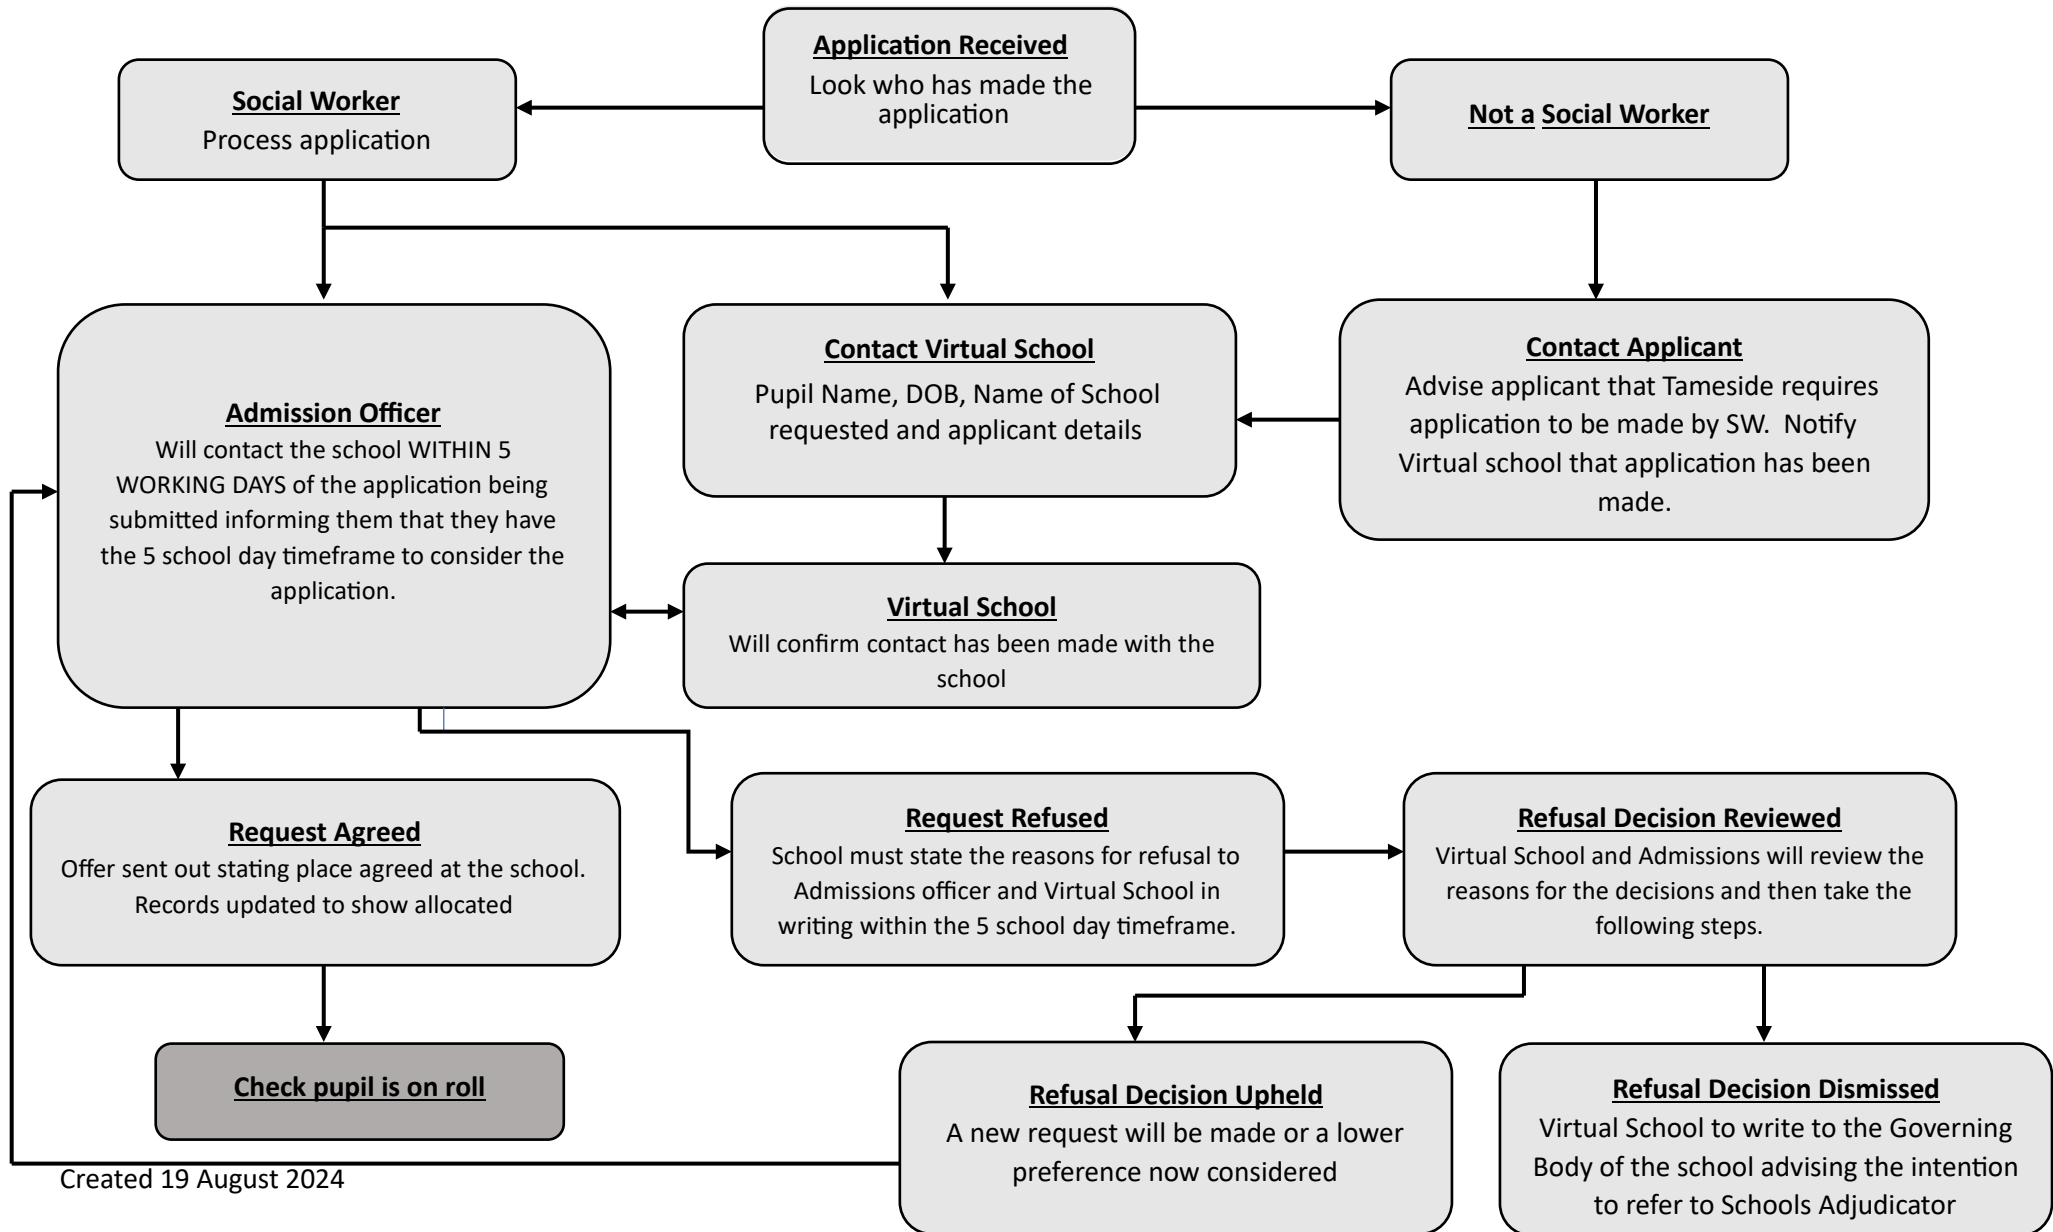 Application Received
Look who has made the
application
Social Worker
Process application
Not a Social Worker
Admission Officer
Will contact the school WITHIN 5
WORKING DAYS of the application being
submitted informing them that they have
the 5 school day timeframe to consider the
application.
Contact Virtual School
Pupil Name, DOB, Name of School
requested and applicant details
Contact Applicant
Advise applicant that Tameside requires
application to be made by SW. Notify
Virtual school that application has been
made.
Virtual School
Will confirm contact has been made with the
school
Request Agreed
Offer sent out stating place agreed at the school.
Records updated to show allocated
Request Refused
School must state the reasons for refusal to
Admissions officer and Virtual School in
writing within the 5 school day timeframe.
Refusal Decision Reviewed
Virtual School and Admissions will review the
reasons for the decisions and then take the
following steps.
Check pupil is on roll
Refusal Decision Upheld
A new request will be made or a lower
preference now considered
Refusal Decision Dismissed
Virtual School to write to the Governing
Body of the school advising the intention
to refer to Schools Adjudicator
Created 19 August 2024